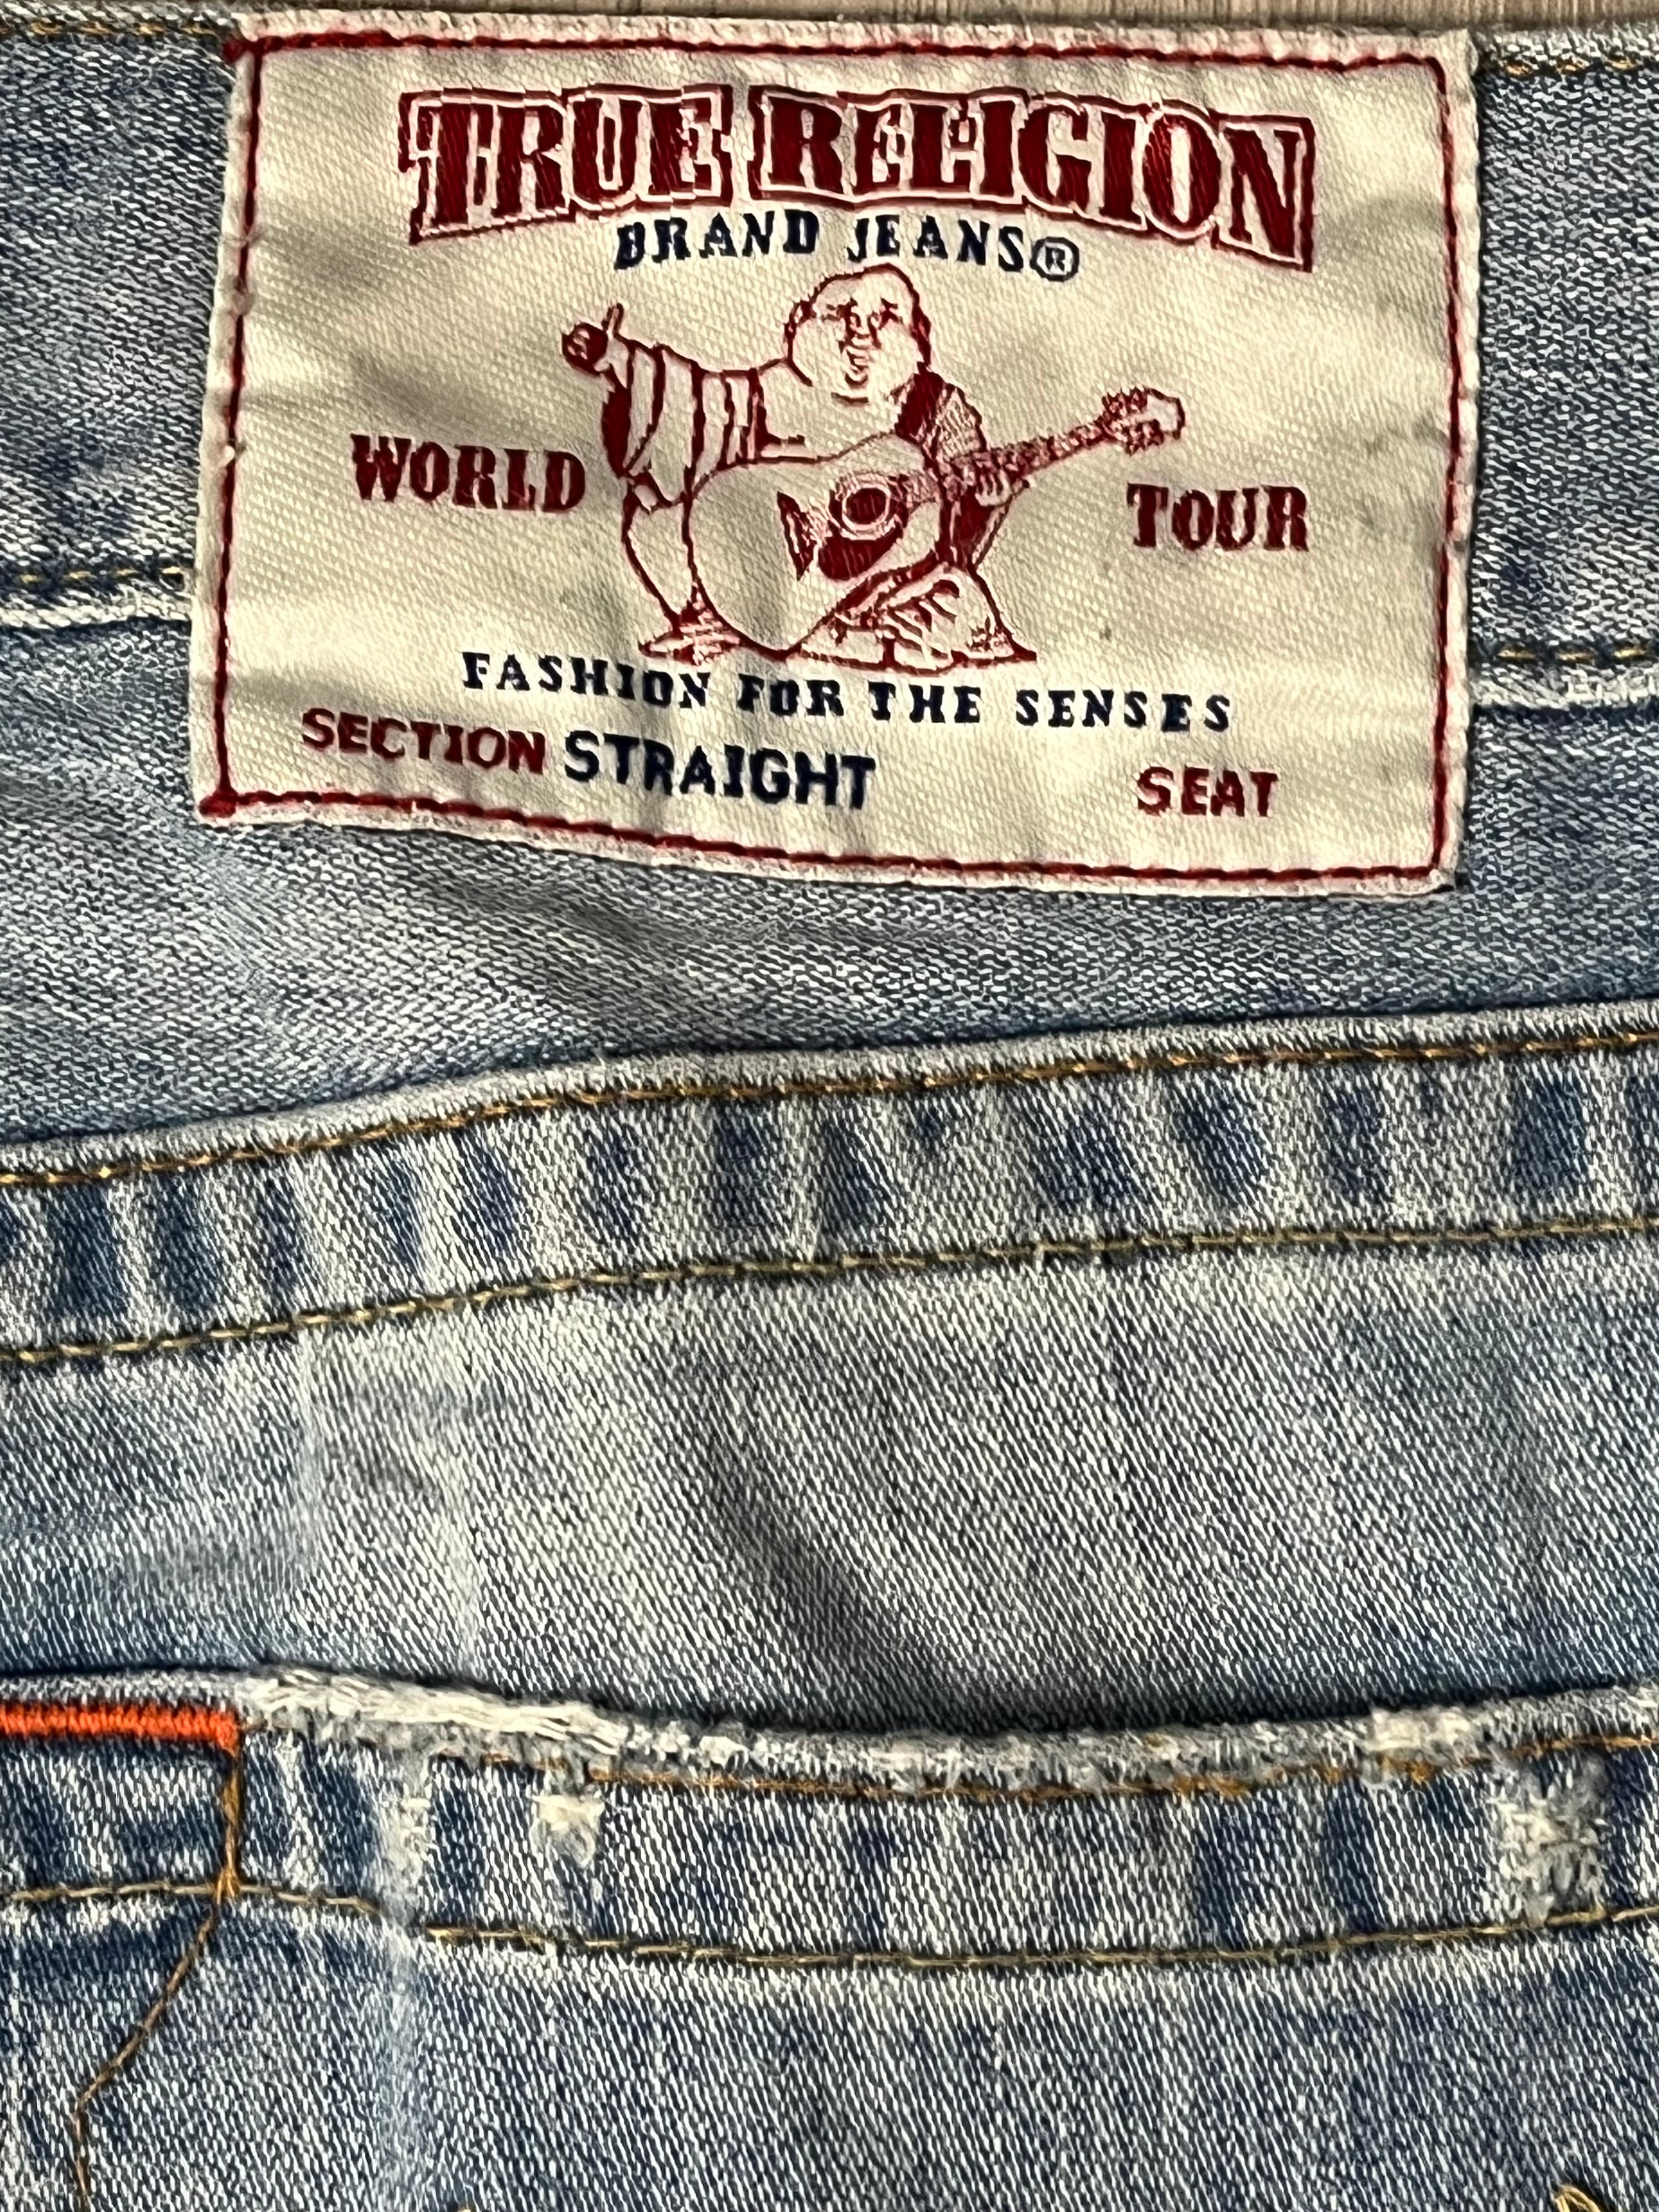 TRUE RELIGION
BRAND JEANS®
WORLD TOUR
FASHION FOR THE SENSES
SECTION STRAIGHT SEAT